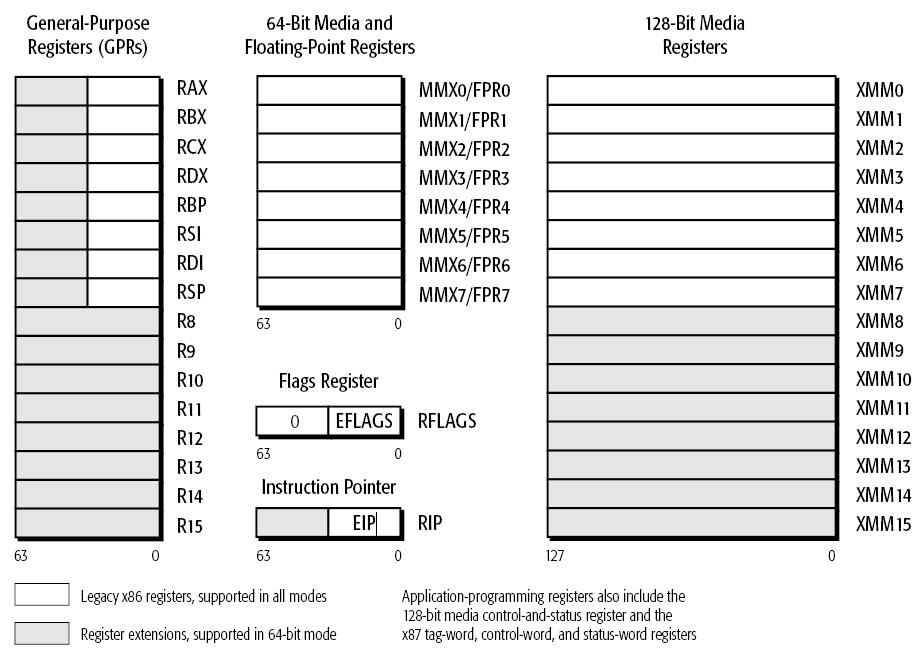 General-Purpose
Registers (GPRs)
64-Bit Media and
Floating-Point Registers
128-Bit Media
Registers
RAX
RBX
RCX
RDX
RBP
RSI
RDI
RSP
R8
R9
R10
R11
R12
R13
R14
R15
63 0
MMX0/FPR0
MMX1/FPR1
MMX2/FPR2
MMX3/FPR3
MMX4/FPR4
MMX5/FPR5
MMX6/FPR6
MMX7/FPR7
63 0
Flags Register
0 EFLAGS RFLAGS
63 0
Instruction Pointer
EIP RIP
63 0
XMM0
XMM1
XMM2
XMM3
XMM4
XMM5
XMM6
XMM7
XMM8
XMM9
XMM10
XMM11
XMM12
XMM13
XMM14
XMM15
127 0
Legacy x86 registers, supported in all modes
Register extensions, supported in 64-bit mode
Application-programming registers also include the
128-bit media control-and-status register and the
x87 tag-word, control-word, and status-word registers